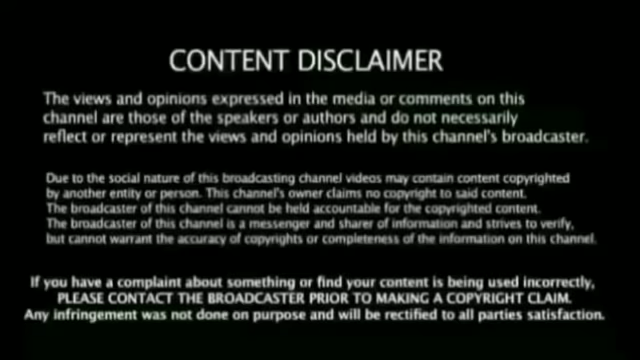 CONTENT DISCLAIMER
The views and opinions expressed in the media or comments on this
channel are those of the speakers or authors and do not necessarily
reflect or represent the views and opinions held by this channel's broadcaster.
Due to the social nature of this broadcasting channel videos may contain content copyrighted
by another entity or person. This channel's owner claims no copyright to said content.
The broadcaster of this channel cannot be held accountable for the copyrighted content.
The broadcaster of this channel is a messenger and sharer of information and strives to verify,
but cannot warrant the accuracy of copyrights or completeness of the information on this channel.
If you have a complaint about something or find your content is being used incorrectly,
PLEASE CONTACT THE BROADCASTER PRIOR TO MAKING A COPYRIGHT CLAIM.
Any infringement was not done on purpose and will be rectified to all parties satisfaction.